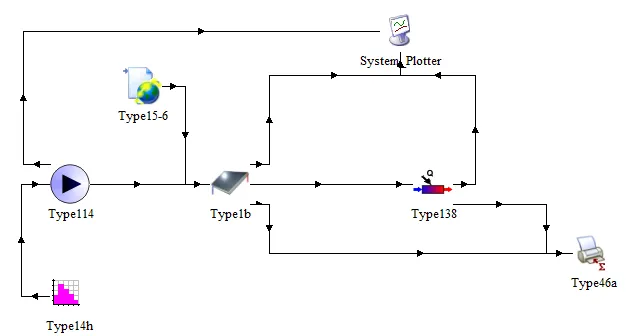 System_Plotter
Type15-6
Q
Type114
Type1b
Type138
Σ
Type46a
Type14h